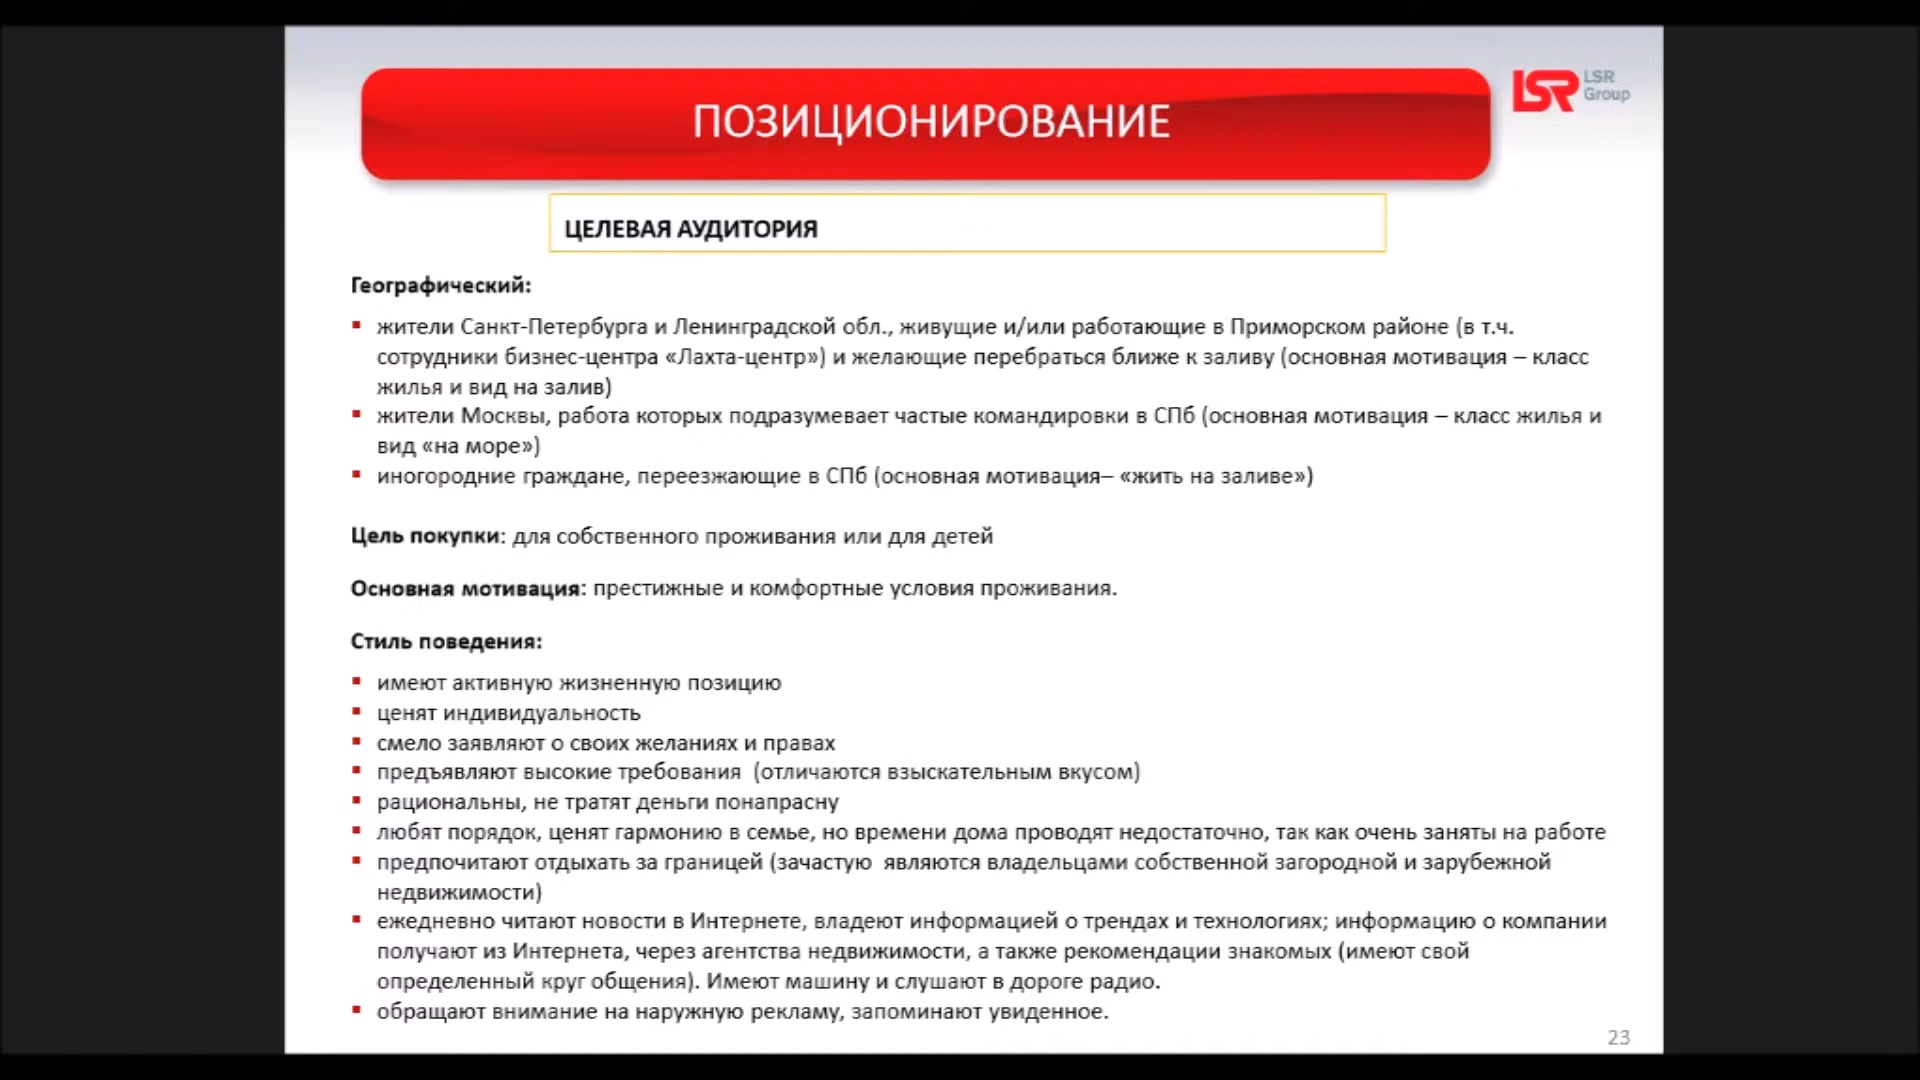 ПОЗИЦИОНИРОВАНИЕ
LSR
LSR
Group
ЦЕЛЕВАЯ АУДИТОРИЯ
Географический:
▪ жители Санкт-Петербурга и Ленинградской обл., живущие и/или работающие в Приморском районе (в т.ч.
сотрудники бизнес-центра «Лахта-центр») и желающие перебраться ближе к заливу (основная мотивация – класс
жилья и вид на залив)
▪ жители Москвы, работа которых подразумевает частые командировки в СПб (основная мотивация – класс жилья и
вид «на море»)
▪ иногородние граждане, переезжающие в СПб (основная мотивация– «жить на заливе»)
Цель покупки: для собственного проживания или для детей
Основная мотивация: престижные и комфортные условия проживания.
Стиль поведения:
▪ имеют активную жизненную позицию
▪ ценят индивидуальность
▪ смело заявляют о своих желаниях и правах
▪ предъявляют высокие требования (отличаются взыскательным вкусом)
▪ рациональны, не тратят деньги понапрасну
▪ любят порядок, ценят гармонию в семье, но времени дома проводят недостаточно, так как очень заняты на работе
▪ предпочитают отдыхать за границей (зачастую являются владельцами собственной загородной и зарубежной
недвижимости)
▪ ежедневно читают новости в Интернете, владеют информацией о трендах и технологиях; информацию о компании
получают из Интернета, через агентства недвижимости, а также рекомендации знакомых (имеют свой
определенный круг общения). Имеют машину и слушают в дороге радио.
▪ обращают внимание на наружную рекламу, запоминают увиденное.
23